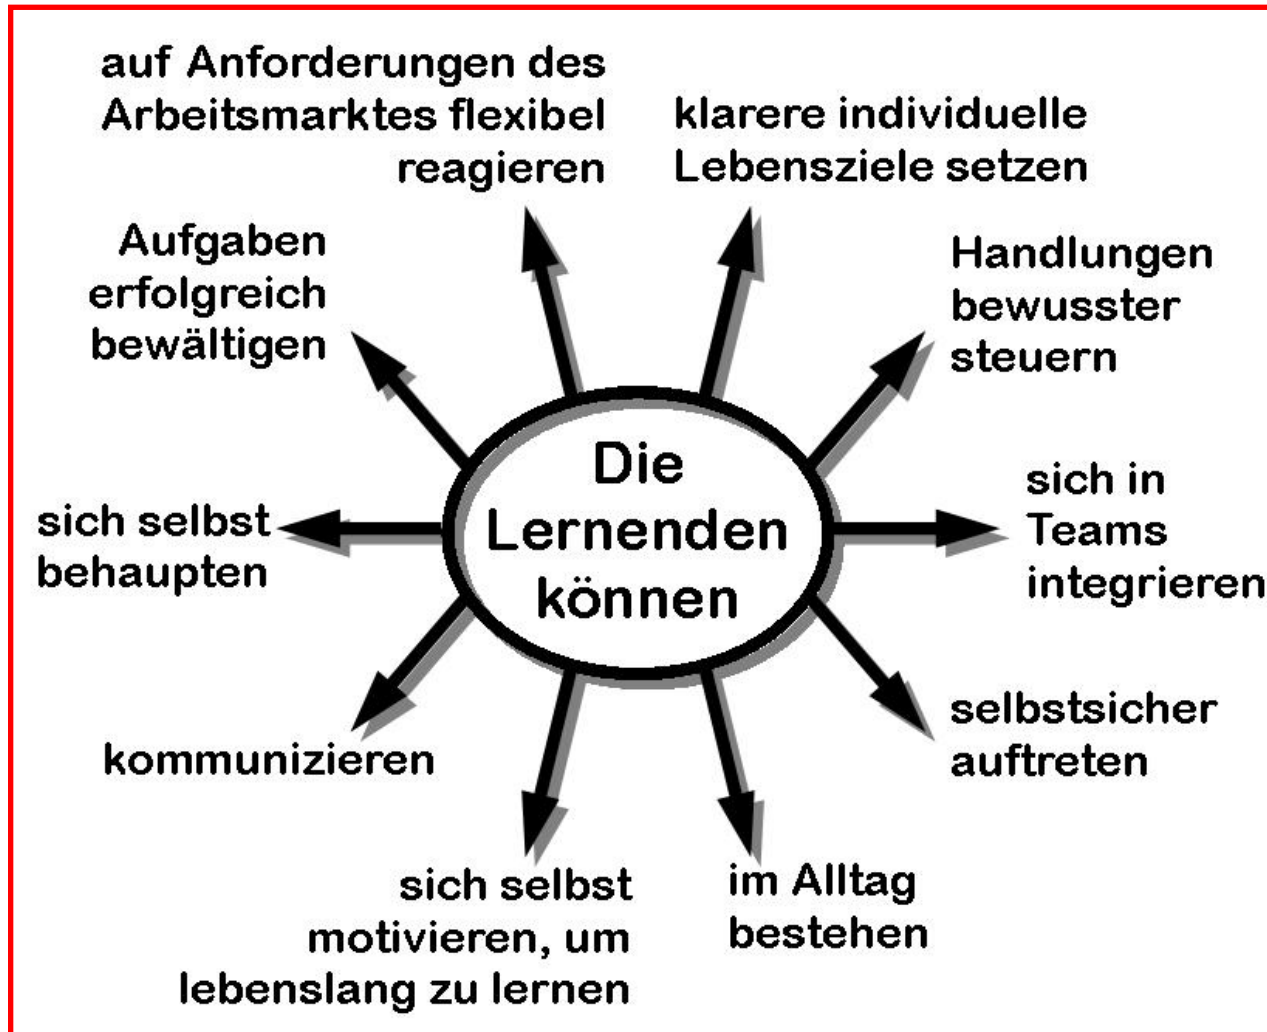 auf Anforderungen des
Arbeitsmarktes flexibel
reagieren
klarere individuelle
Lebensziele setzen
Aufgaben
erfolgreich
bewältigen
Handlungen
bewusster
steuern
Die
Lernenden
können
sich selbst
behaupten
sich in
Teams
integrieren
kommunizieren
selbstsicher
auftreten
sich selbst
motivieren, um
lebenslang zu lernen
im Alltag
bestehen